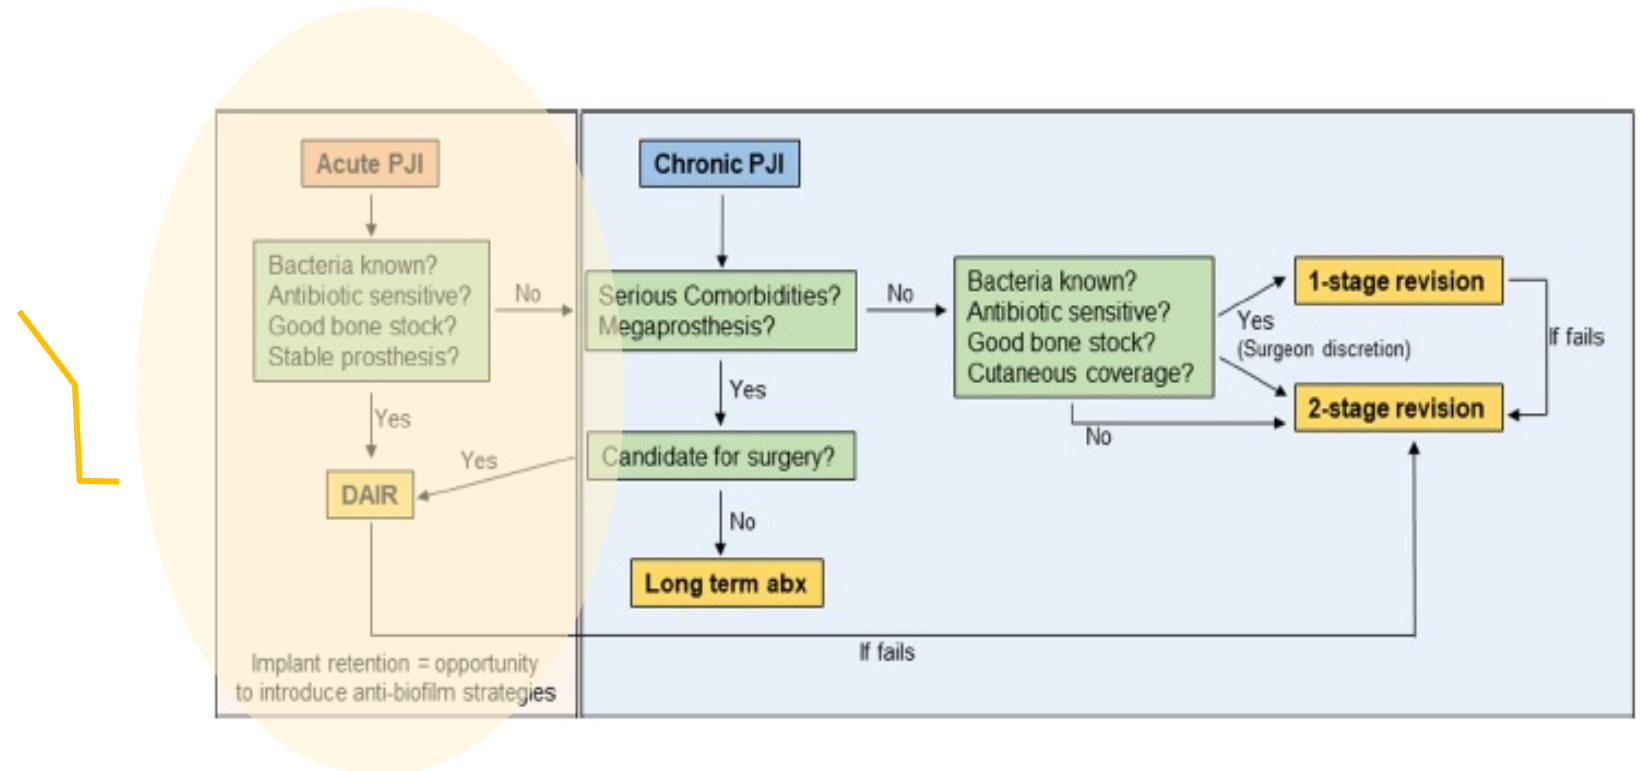 Acute PJI
Bacteria known?
Antibiotic sensitive?
Good bone stock?
Stable prosthesis?
No
Yes
DAIR
Yes
Implant retention = opportunity
to introduce anti-biofilm strategies
Chronic PJI
Serious Comorbidities?
Megaprosthesis?
No
Yes
Candidate for surgery?
No
Long term abx
Bacteria known?
Antibiotic sensitive?
Good bone stock?
Cutaneous coverage?
Yes
(Surgeon discretion)
No
1-stage revision
If fails
2-stage revision
If fails